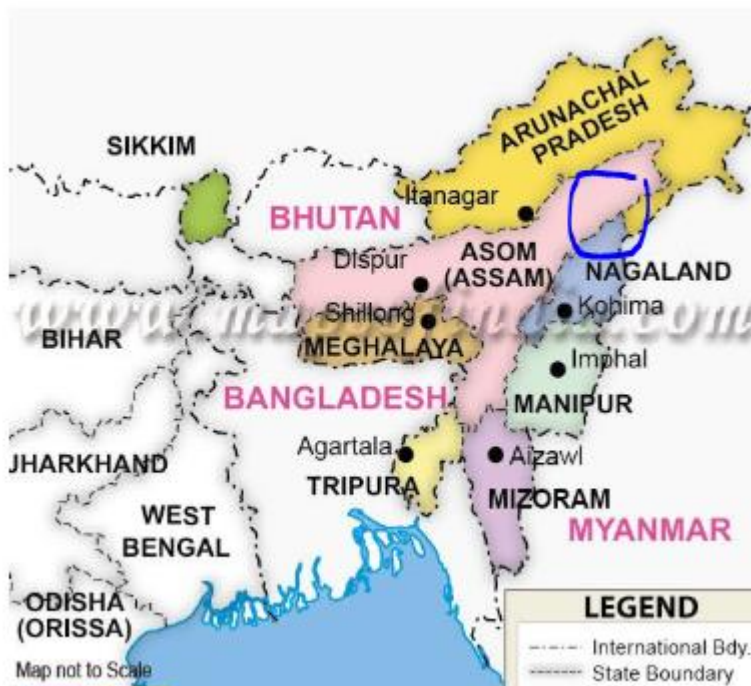 ARUNACHAL
PRADESH
SIKKIM
Itanagar
BHUTAN
ASOM
(ASSAM)
Dispur
NAGALAND
Shillong
Kohima
BIHAR
MEGHALAYA
Imphal
BANGLADESH
MANIPUR
Agartala
Aizawl
JHARKHAND
TRIPURA
MIZORAM
WEST
BENGAL
MYANMAR
ODISHA
(ORISSA)
LEGEND
International Bdy.
State Boundary
Map not to Scale